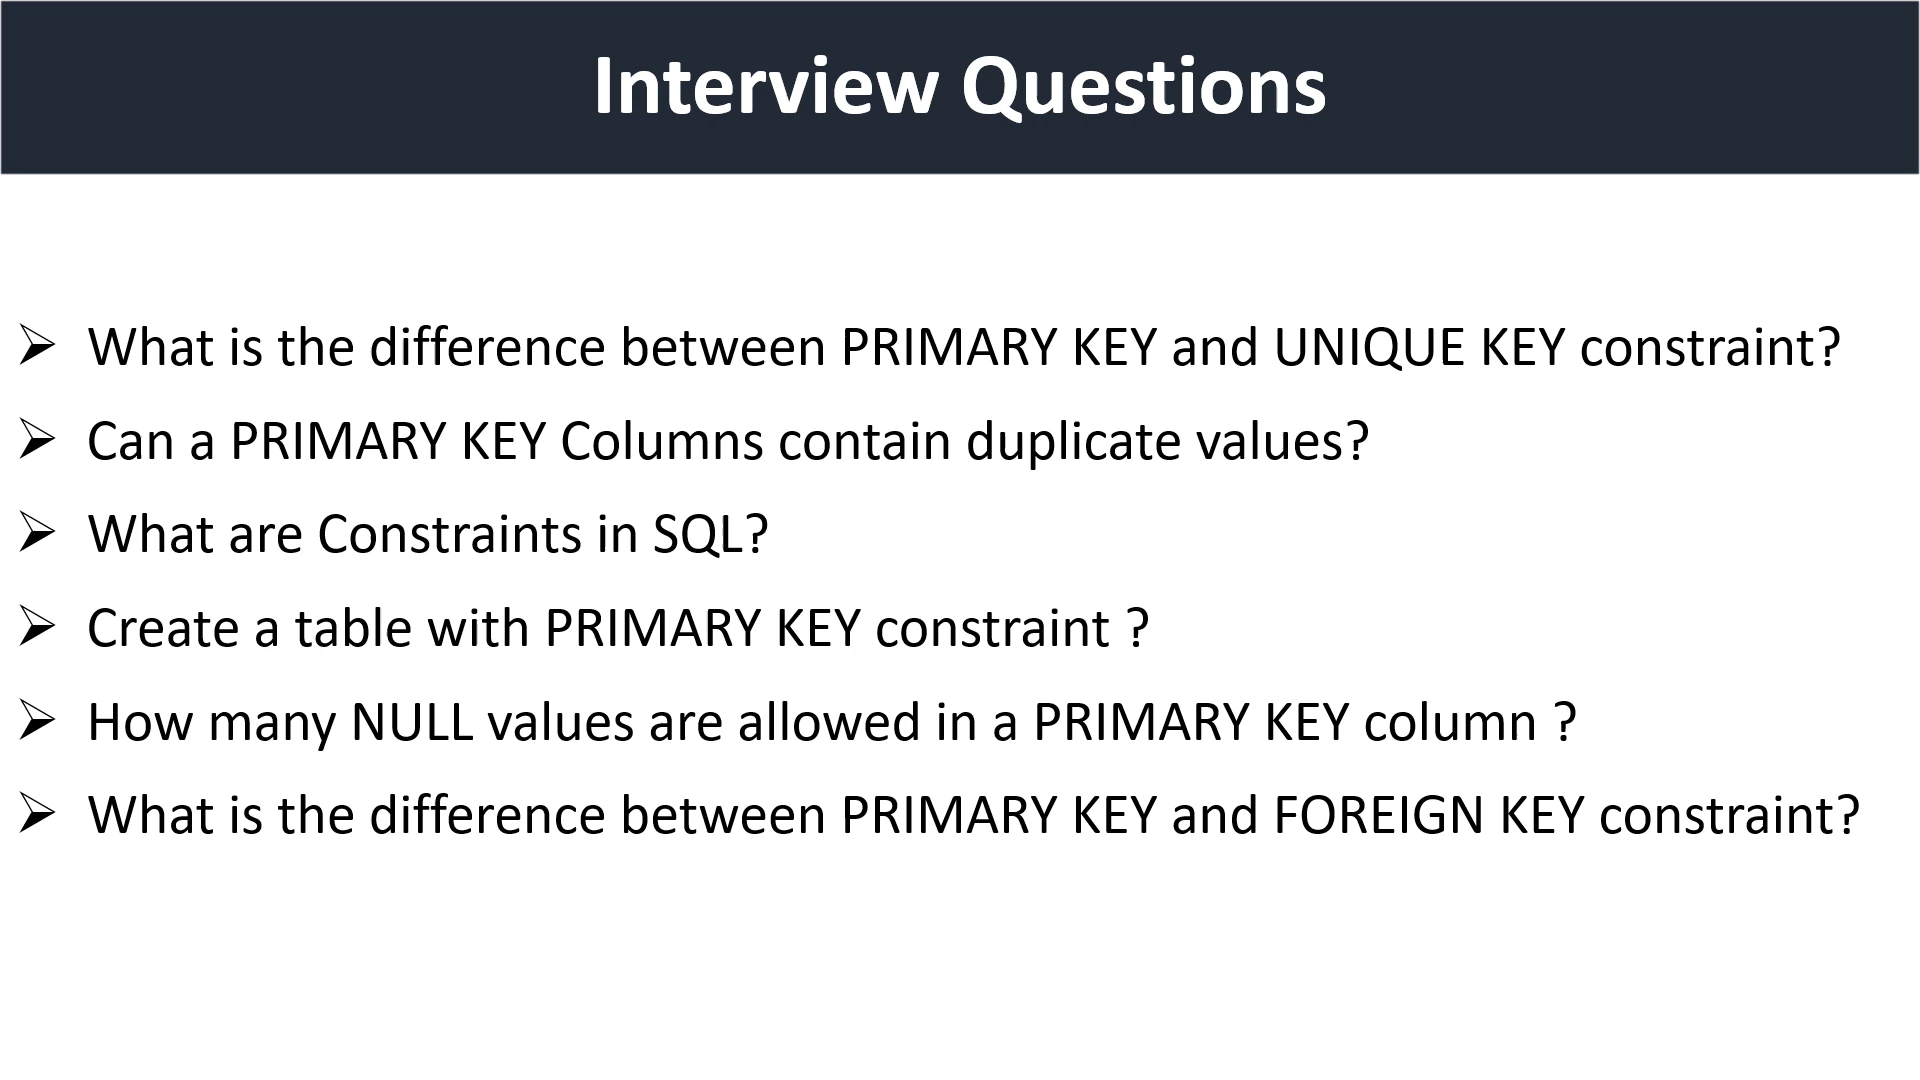 Interview Questions
What is the difference between PRIMARY KEY and UNIQUE KEY constraint?
Can a PRIMARY KEY Columns contain duplicate values?
What are Constraints in SQL?
Create a table with PRIMARY KEY constraint ?
How many NULL values are allowed in a PRIMARY KEY column ?
What is the difference between PRIMARY KEY and FOREIGN KEY constraint?